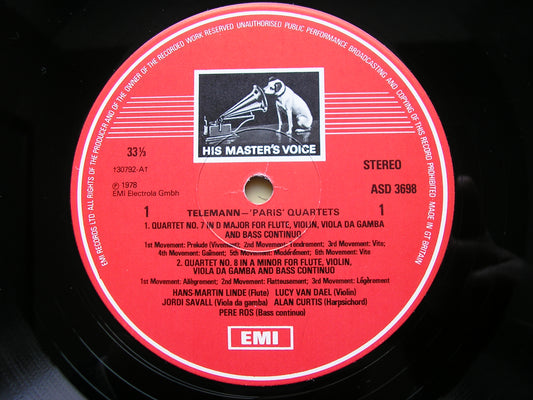 EMI RECORDS LTD ALL RIGHTS OF THE PRODUCER AND OF THE OWNER OF THE RECORDED WORK RESERVED UNAUTHORISED PUBLIC PERFORMANCE BROADCASTING AND COPYING OF THIS RECORD PROHIBITED MADE IN GT BRITAIN
HIS MASTER'S VOICE
33⅓
STEREO
†30792-A1
ASD 3698
Ⓟ 1978
EMI Electrola Gmbh
1 TELEMANN—'PARIS' QUARTETS 1
1. QUARTET NO. 7 IN D MAJOR FOR FLUTE, VIOLIN, VIOLA DA GAMBA
AND BASS CONTINUO
1st Movement: Prelude (Vivement); 2nd Movement: Tendrement; 3rd Movement: Vite;
4th Movement: Gaîment; 5th Movement: Modérément; 6th Movement: Vite
2. QUARTET NO. 8 IN A MINOR FOR FLUTE, VIOLIN,
VIOLA DA GAMBA AND BASS CONTINUO
1st Movement: Allègrement; 2nd Movement: Flatteusement; 3rd Movement: Légèrement
HANS-MARTIN LINDE (Flute) LUCY VAN DAEL (Violin)
JORDI SAVALL (Viola da gamba) ALAN CURTIS (Harpsichord)
PERE ROS (Bass continuo)
EMI